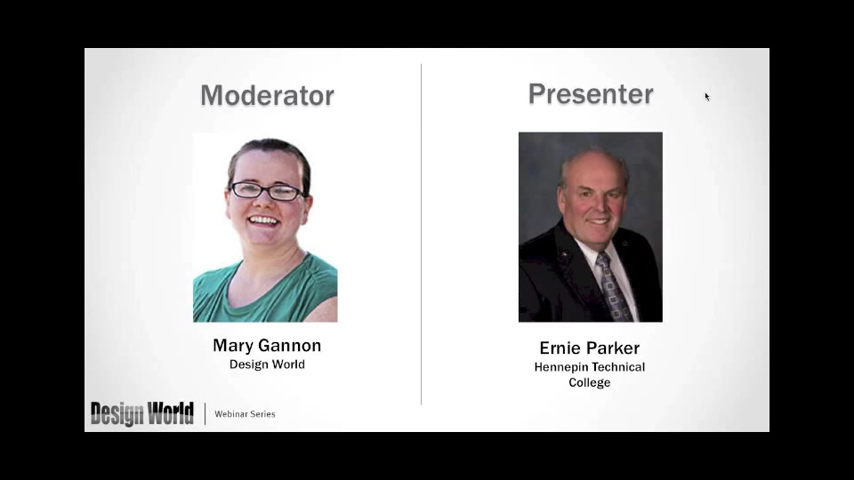 Moderator
Mary Gannon
Design World
Presenter
Ernie Parker
Hennepin Technical
College
Design World
Webinar Series